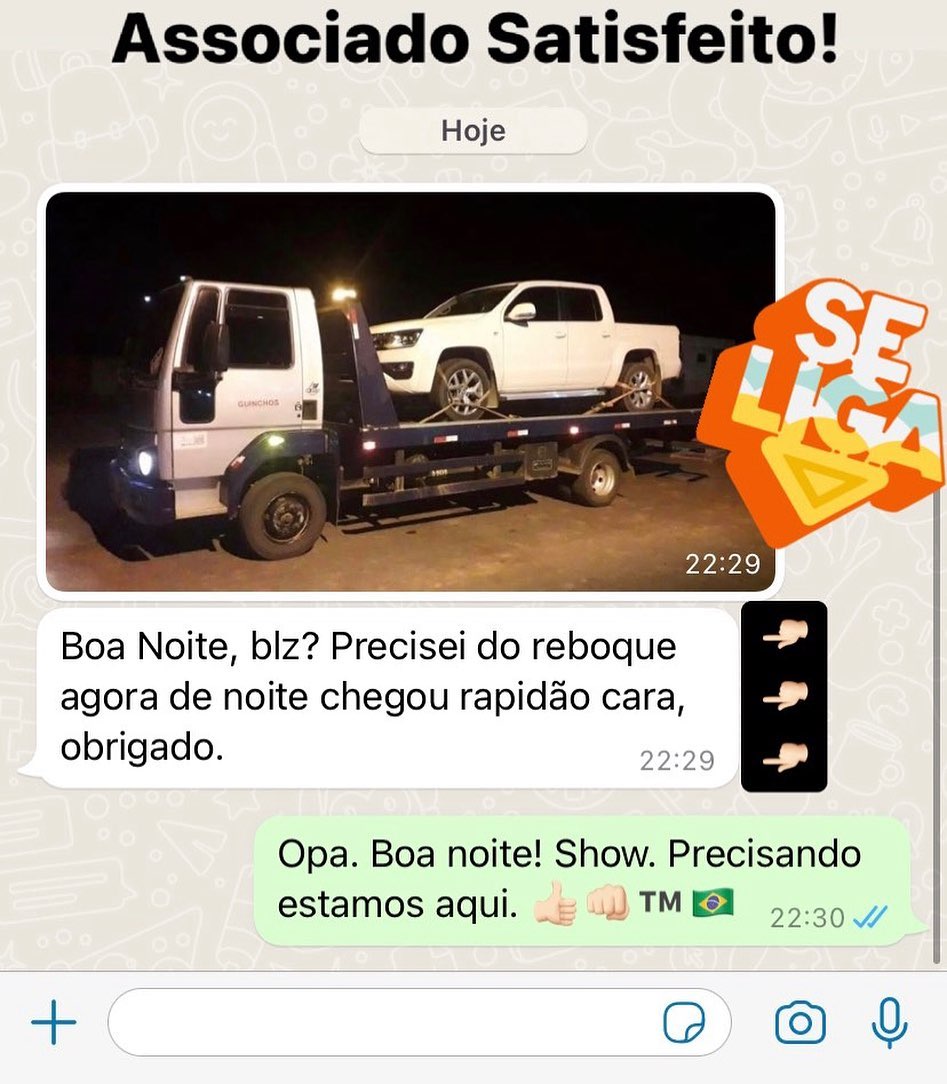 Associado Satisfeito!
Hoje
GUINCHOS
SE
LIGA
22:29
Boa Noite, blz? Precisei do reboque
agora de noite chegou rapidão cara,
obrigado.
22:29
Opa. Boa noite! Show. Precisando
estamos aqui. 👍🏻👊🏻™️🇧🇷
22:30